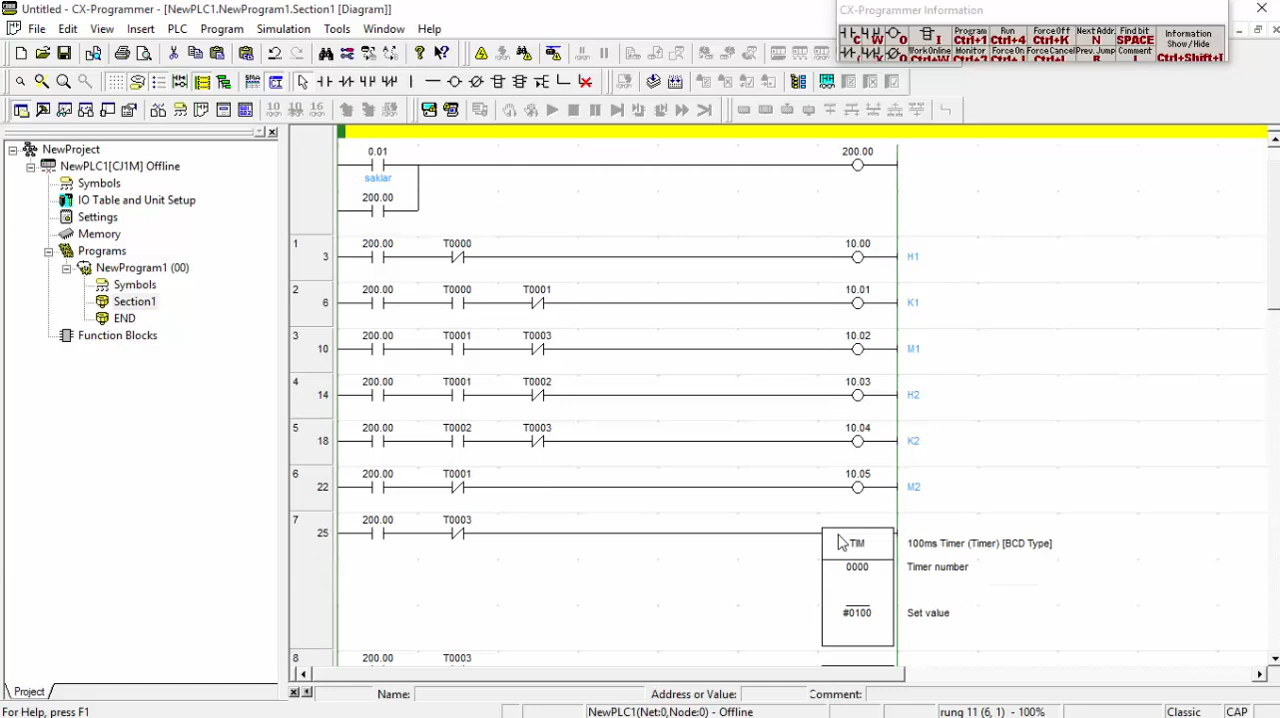 Untitled - CX-Programmer - [NewPLC1.NewProgram1.Section1 [Diagram]]
CX-Programmer Information
File Edit View Insert PLC Program Simulation Tools Window Help
Program Ctrl+1
Run Ctrl+4
Force Off Ctrl+K
Next Addr. N
Find bit SPACE
Information Show/Hide Ctrl+Shift+I
Work Online
Monitor
Force On
Force Cancel
Prev. Jump
Comment
NewProject
NewPLC1[CJ1M] Offline
Symbols
IO Table and Unit Setup
Settings
Memory
Programs
NewProgram1 (00)
Symbols
Section1
END
Function Blocks
Project
0.01 200.00
saklar
200.00
1 200.00 T0000 10.00
3 H1
2 200.00 T0000 T0001 10.01
6 K1
3 200.00 T0001 T0003 10.02
10 M1
4 200.00 T0001 T0002 10.03
14 H2
5 200.00 T0002 T0003 10.04
18 K2
6 200.00 T0001 10.05
22 M2
7 200.00 T0003
25 TIM 100ms Timer (Timer) [BCD Type]
0000 Timer number
#0100 Set value
8 200.00 T0003
Name: Address or Value: Comment:
For Help, press F1 NewPLC1(Net:0,Node:0) - Offline rung 11 (6, 1) - 100% Classic CAP